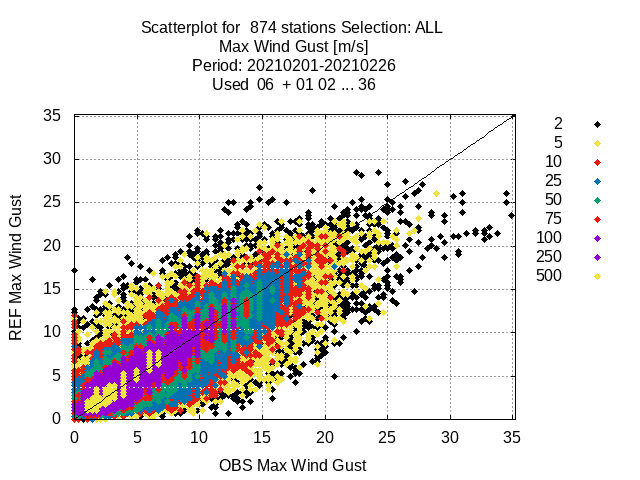 Scatterplot for  874 stations Selection: ALL
Max Wind Gust [m/s]
Period: 20210201-20210226
Used  06  + 01 02 ... 36
REF Max Wind Gust
35
30
25
20
15
10
5
0
0 5 10 15 20 25 30 35
OBS Max Wind Gust
2
5
10
25
50
75
100
250
500